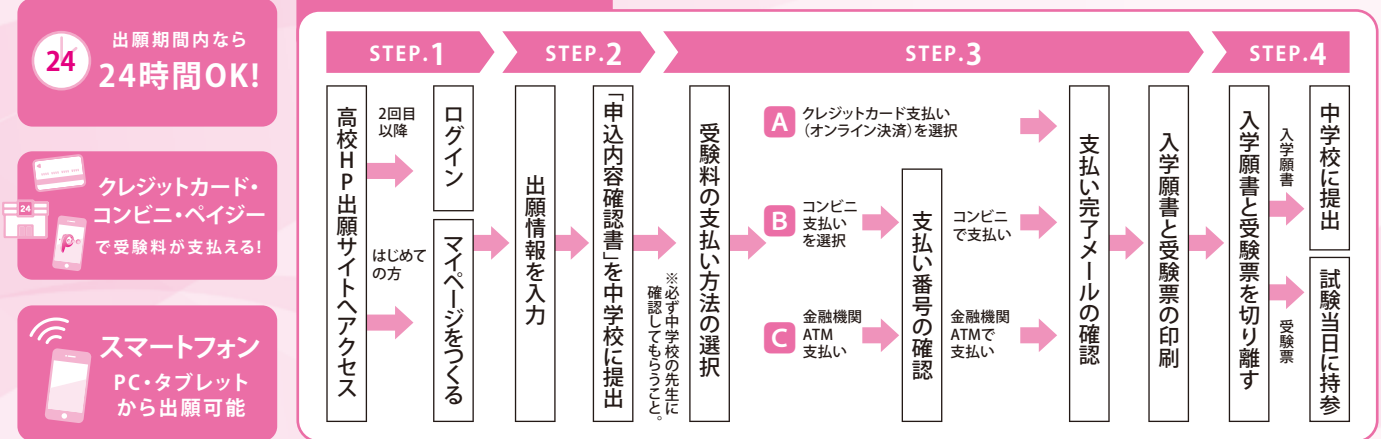 24
出願期間内なら
24時間OK!
24
クレジットカード・
コンビニ・ペイジー
で受験料が支払える!
スマートフォン
PC・タブレット
から出願可能
STEP.1
STEP.2
STEP.3
STEP.4
高校HP出願サイトへアクセス
2回目
以降
ログイン
はじめて
の方
マイページをつくる
出願情報を入力
「申込内容確認書」を中学校に提出
※必ず中学校の先生に
確認してもらうこと。
受験料の支払い方法の選択
A
クレジットカード支払い
(オンライン決済)を選択
B
コンビニ
支払い
を選択
C
金融機関
ATM
支払い
支払い番号の確認
コンビニ
で支払い
金融機関
ATMで
支払い
支払い完了メールの確認
入学願書と受験票の印刷
入学願書と受験票を切り離す
入学願書
中学校に提出
受験票
試験当日に持参